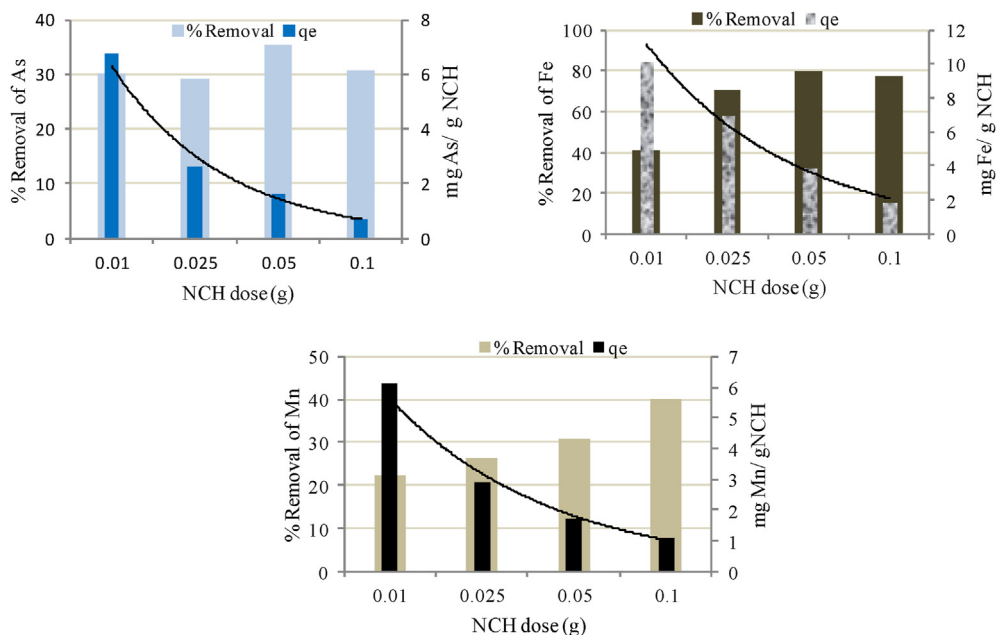 %Removal qe
% Removal of As
40
30
20
10
0
mg As/ g NCH
8
6
4
2
0
0.01 0.025 0.05 0.1
NCH dose (g)
%Removal qe
% Removal of Fe
100
80
60
40
20
0
mg Fe/ g NCH
12
10
8
6
4
2
0
0.01 0.025 0.05 0.1
NCH dose (g)
%Removal qe
%Removal of Mn
50
40
30
20
10
0
mg Mn/ gNCH
7
6
5
4
3
2
1
0
0.01 0.025 0.05 0.1
NCH dose (g)